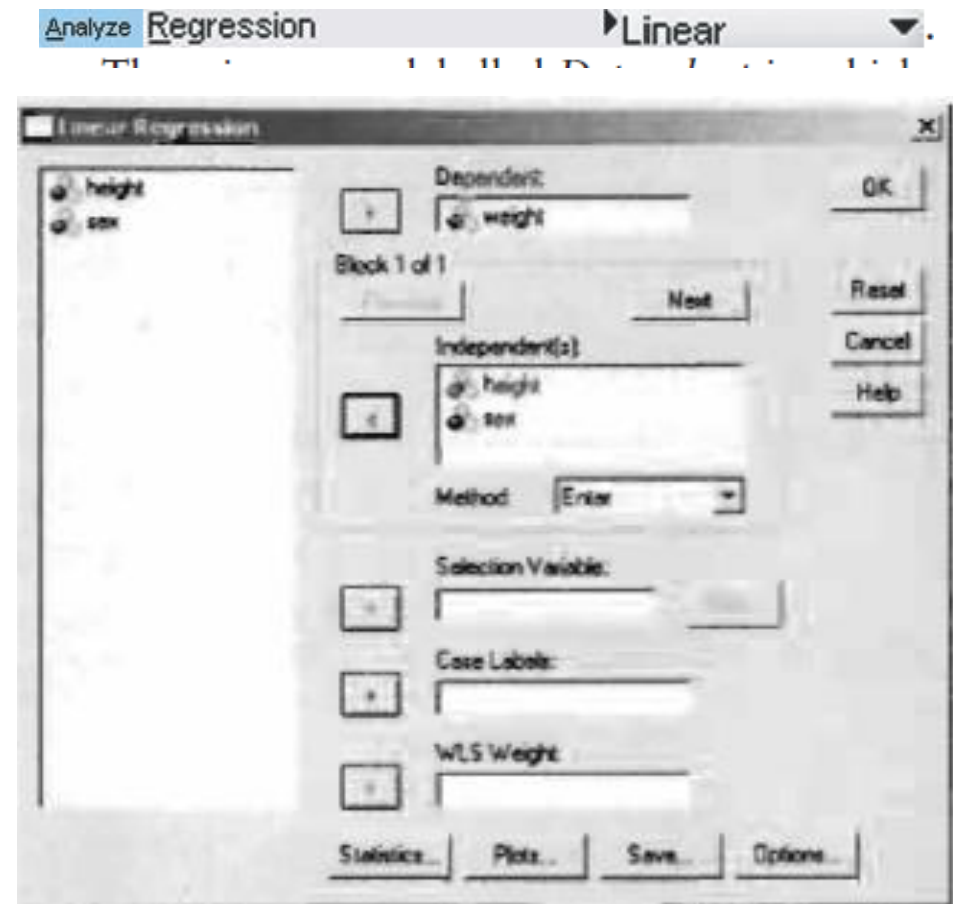 Analyze Regression Linear .
Linear Regression
height
sex
Dependent:
weight
OK
Block 1 of 1
Next
Reset
Independent(s):
Cancel
height
Help
sex
Method Enter
Selection Variable:
Case Labels:
WLS Weight
Statistics... Plots... Save... Options...